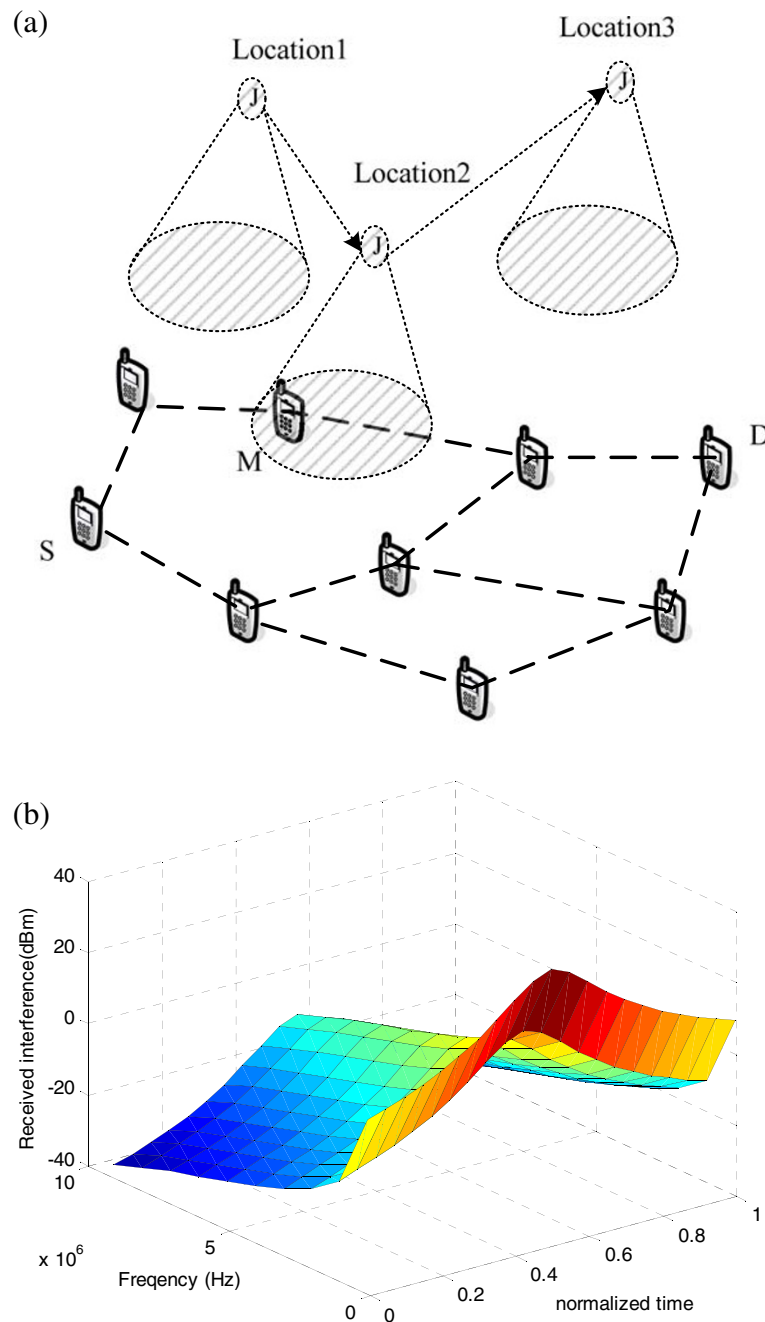 (a)
Location1
Location3
J
J
Location2
J
M
D
S
(b)
Received interference(dBm)
40
20
0
-20
-40
10
x 10^6
5
0
Freqency (Hz)
0
0.2
0.4
0.6
0.8
1
normalized time